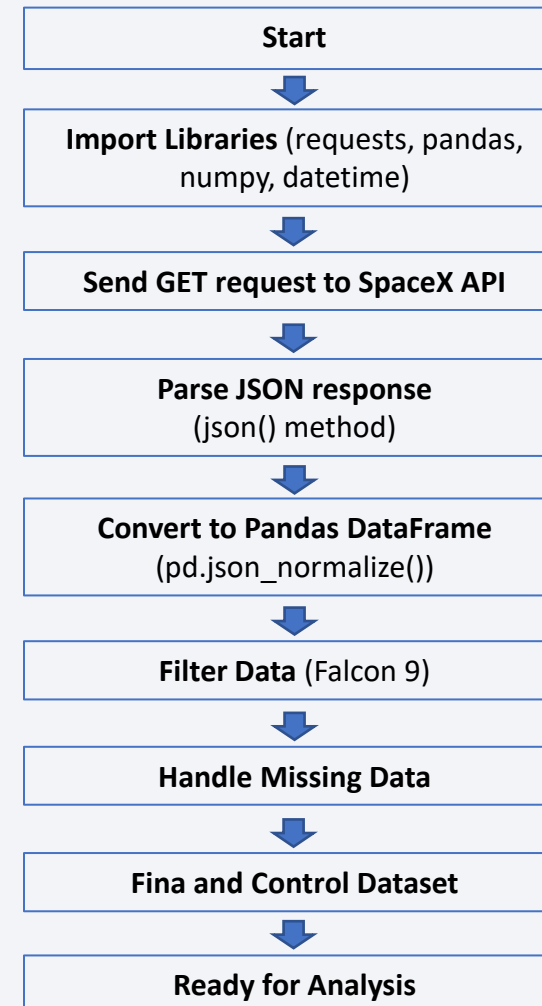 Start
Import Libraries (requests, pandas,
numpy, datetime)
Send GET request to SpaceX API
Parse JSON response
(json() method)
Convert to Pandas DataFrame
(pd.json_normalize())
Filter Data (Falcon 9)
Handle Missing Data
Fina and Control Dataset
Ready for Analysis